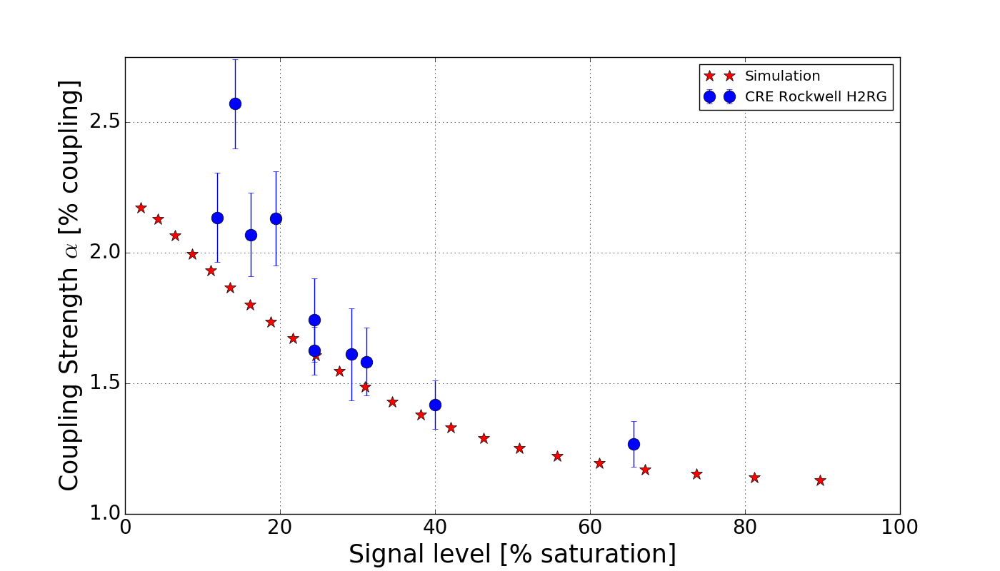 Simulation
CRE Rockwell H2RG
Coupling Strength α [% coupling]
2.5
2.0
1.5
1.0
0 20 40 60 80 100
Signal level [% saturation]